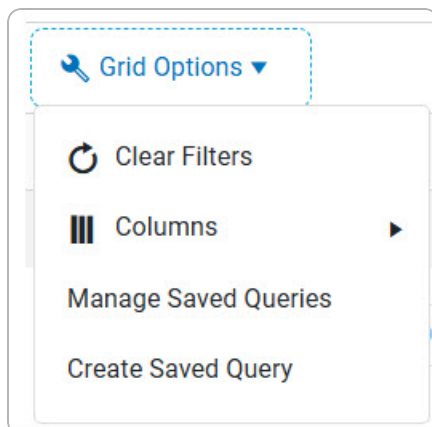 Grid Options
Clear Filters
Columns
Manage Saved Queries
Create Saved Query